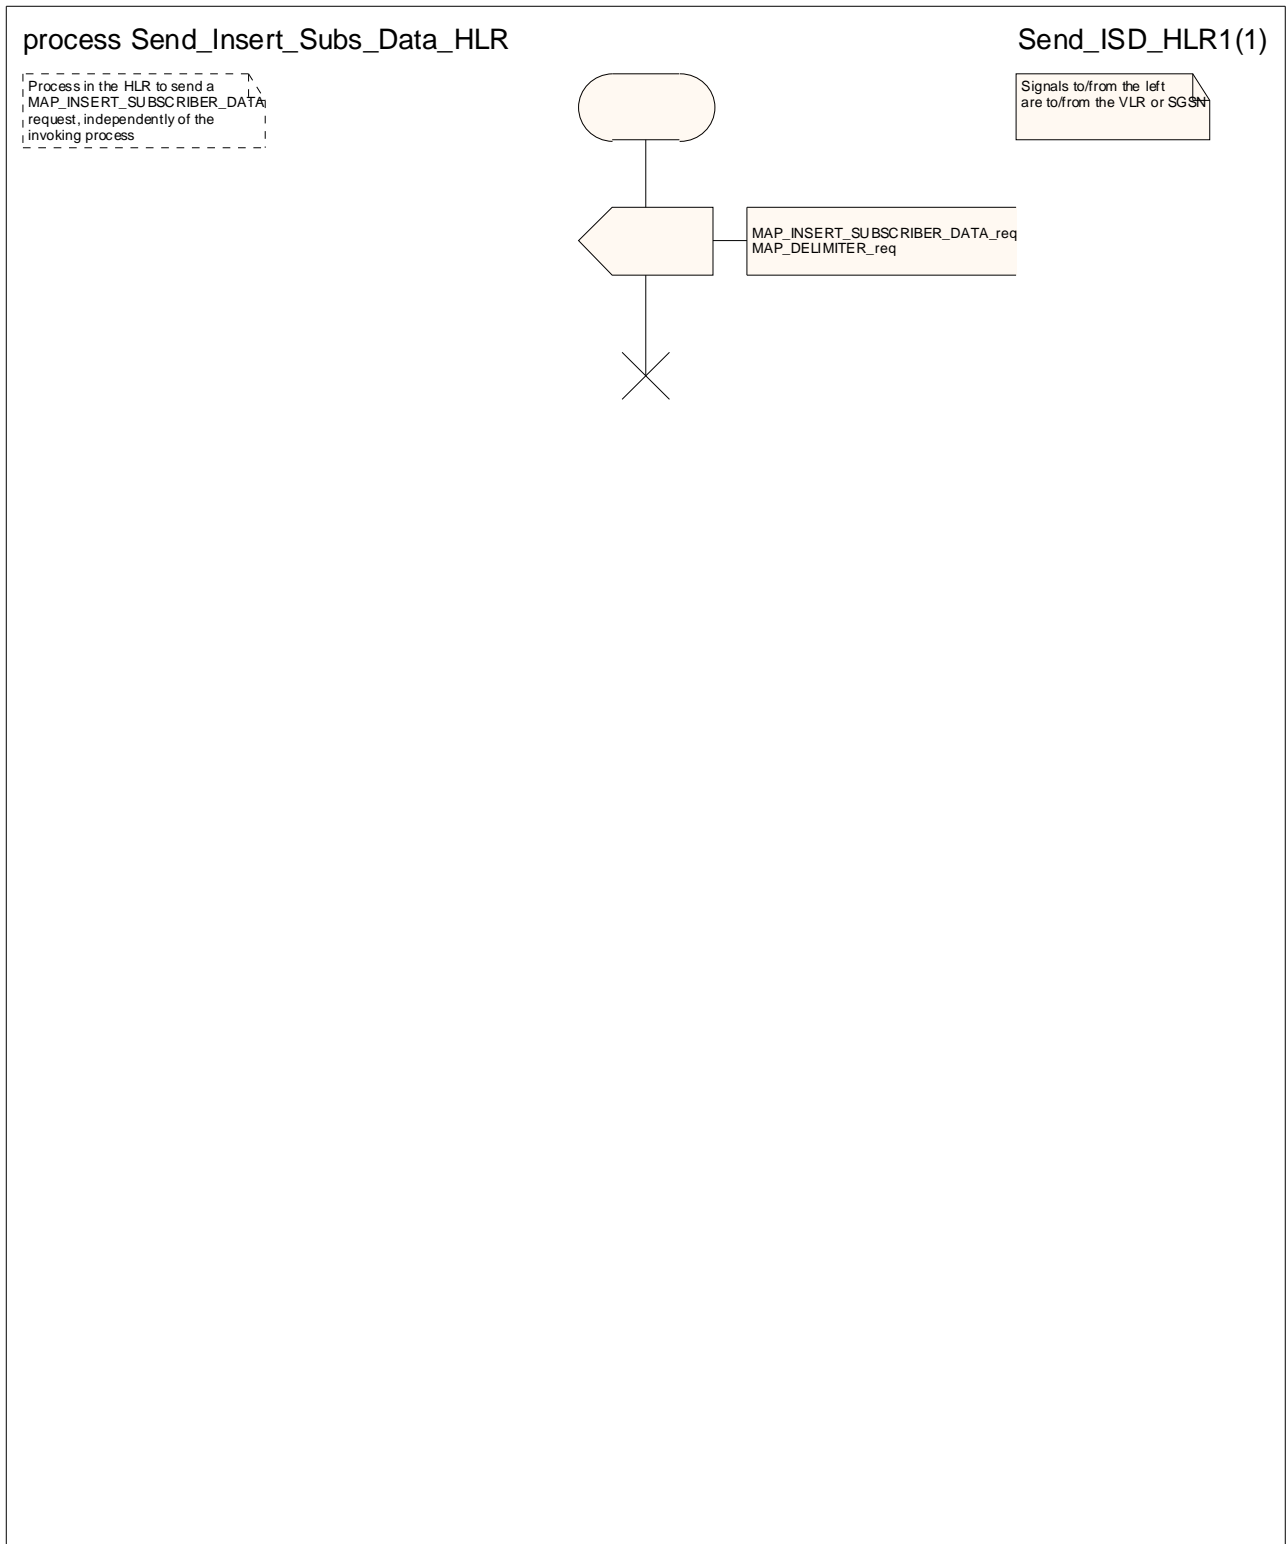 process Send_Insert_Subs_Data_HLR
Send_ISD_HLR1(1)
Process in the HLR to send a
MAP_INSERT_SUBSCRIBER_DATA
request, independently of the
invoking process
Signals to/from the left
are to/from the VLR or SGSN
MAP_INSERT_SUBSCRIBER_DATA_req
MAP_DELIMITER_req